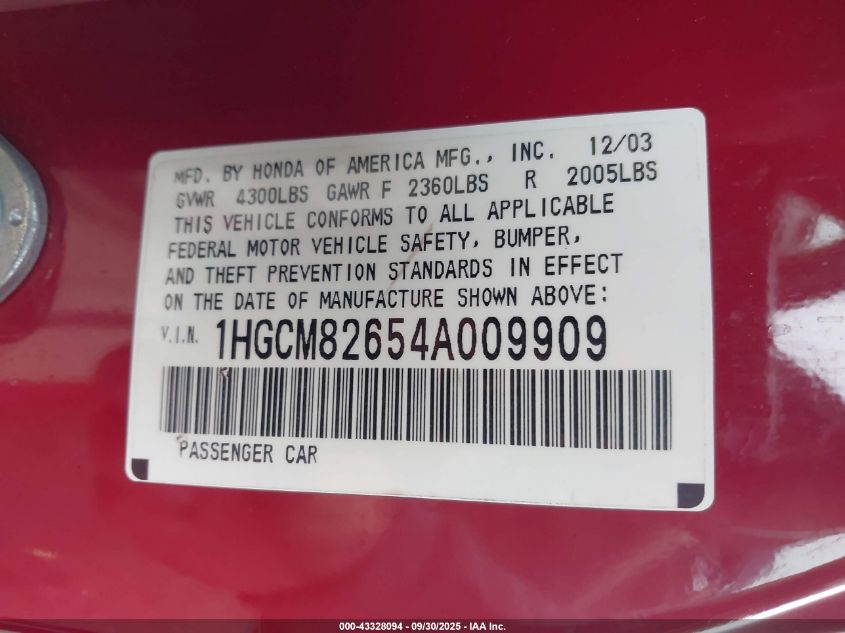 MFD. BY HONDA OF AMERICA MFG., INC. 12/03
GVWR 4300LBS GAWR F 2360LBS R 2005LBS
THIS VEHICLE CONFORMS TO ALL APPLICABLE
FEDERAL MOTOR VEHICLE SAFETY, BUMPER,
AND THEFT PREVENTION STANDARDS IN EFFECT
ON THE DATE OF MANUFACTURE SHOWN ABOVE:
V.I.N. 1HGCM82654A009909
PASSENGER CAR
000-43328094 - 09/30/2025 - IAA Inc.